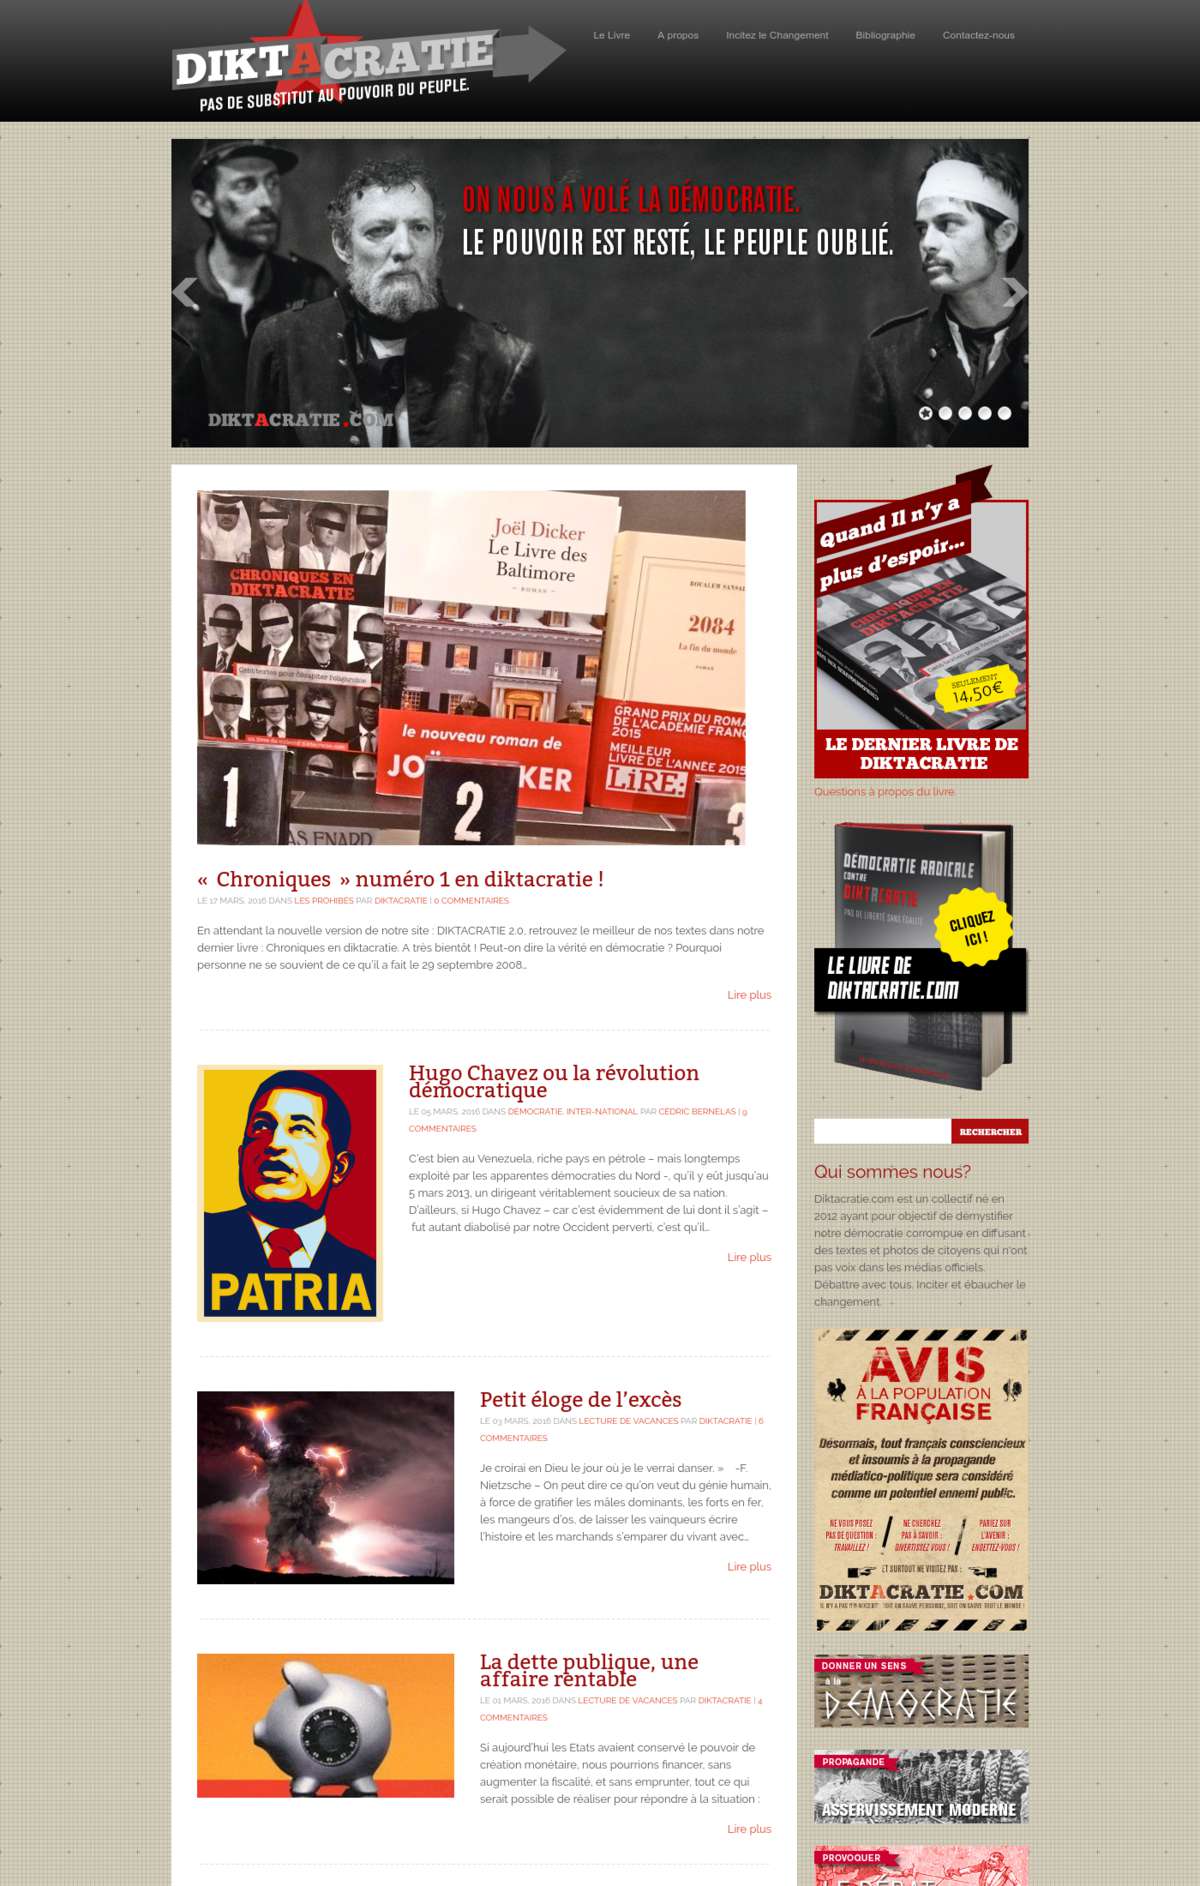 DIKTACRATIE
PAS DE SUBSTITUT AU POUVOIR DU PEUPLE.
Le Livre
A propos
Incitez le Changement
Bibliographie
Contactez-nous
ON NOUS A VOLÉ LA DÉMOCRATIE.
LE POUVOIR EST RESTÉ, LE PEUPLE OUBLIÉ.
DIKTACRATIE.COM
CHRONIQUES EN
DIKTACRATIE
Joël Dicker
Le Livre des
Baltimore
ROMAN
2084
La fin du monde
ROMAN
le nouveau roman de
GRAND PRIX DU ROMA
DE L'ACADÉMIE FRANÇ
2015
MEILLEUR
LIVRE DE L'ANNÉE 2015
LiRE:
1
2
3
AS ENARD
« Chroniques » numéro 1 en diktacratie !
LE 17 MARS, 2016 DANS LES PROHIBÉS PAR DIKTACRATIE | 0 COMMENTAIRES
En attendant la nouvelle version de notre site : DIKTACRATIE 2.0, retrouvez le meilleur de nos textes dans notre
dernier livre : Chroniques en diktacratie. A très bientôt ! Peut-on dire la vérité en démocratie ? Pourquoi
personne ne se souvient de ce qu'il a fait le 29 septembre 2008...
Lire plus
PATRIA
Hugo Chavez ou la révolution
démocratique
LE 05 MARS, 2016 DANS DÉMOCRATIE, INTER-NATIONAL PAR CÉDRIC BERNELAS | 9
COMMENTAIRES
C'est bien au Venezuela, riche pays en pétrole – mais longtemps
exploité par les apparentes démocraties du Nord -, qu'il y eût jusqu'au
5 mars 2013, un dirigeant véritablement soucieux de sa nation.
D'ailleurs, si Hugo Chavez – car c'est évidemment de lui dont il s'agit –
fut autant diabolisé par notre Occident perverti, c'est qu'il...
Lire plus
Petit éloge de l'excès
LE 03 MARS, 2016 DANS LECTURE DE VACANCES PAR DIKTACRATIE | 6
COMMENTAIRES
Je croirai en Dieu le jour où je le verrai danser. » -F.
Nietzsche – On peut dire ce qu'on veut du génie humain,
à force de gratifier les mâles dominants, les forts en fer,
les mangeurs d'os, de laisser les vainqueurs écrire
l'histoire et les marchands s'emparer du vivant avec...
Lire plus
La dette publique, une
affaire rentable
LE 01 MARS, 2016 DANS LECTURE DE VACANCES PAR DIKTACRATIE | 4
COMMENTAIRES
Si aujourd'hui les Etats avaient conservé le pouvoir de
création monétaire, nous pourrions financer, sans
augmenter la fiscalité, et sans emprunter, tout ce qui
serait possible de réaliser pour répondre à la situation :
Lire plus
Quand Il n'y a
plus d'espoir...
CHRONIQUES EN
DIKTACRATIE
SEULEMENT
14,50€
LE DERNIER LIVRE DE
DIKTACRATIE
Questions à propos du livre.
DÉMOCRATIE RADICALE
CONTRE
DIKTACRATIE
PAS DE LIBERTÉ SANS ÉGALITÉ
CLIQUEZ
ICI !
LE LIVRE DE
DIKTACRATIE.COM
RECHERCHER
Qui sommes nous?
Diktacratie.com est un collectif né en
2012 ayant pour objectif de démystifier
notre démocratie corrompue en diffusant
des textes et photos de citoyens qui n'ont
pas voix dans les médias officiels.
Débattre avec tous. Inciter et ébaucher le
changement.
AVIS
À LA POPULATION
FRANÇAISE
Désormais, tout français consciencieux
et insoumis à la propagande
médiatico-politique sera considéré
comme un potentiel ennemi public.
NE VOUS POSEZ
PAS DE QUESTION :
TRAVAILLEZ !
NE CHERCHEZ
PAS À SAVOIR :
DIVERTISSEZ VOUS !
PARIEZ SUR
L'AVENIR :
ENDETTEZ-VOUS !
ET SURTOUT NE VISITEZ PAS :
DIKTACRATIE.COM
DONNER UN SENS
à la
DEMOCRATIE
PROPAGANDE
ASSERVISSEMENT MODERNE
PROVOQUER
LE DÉBAT